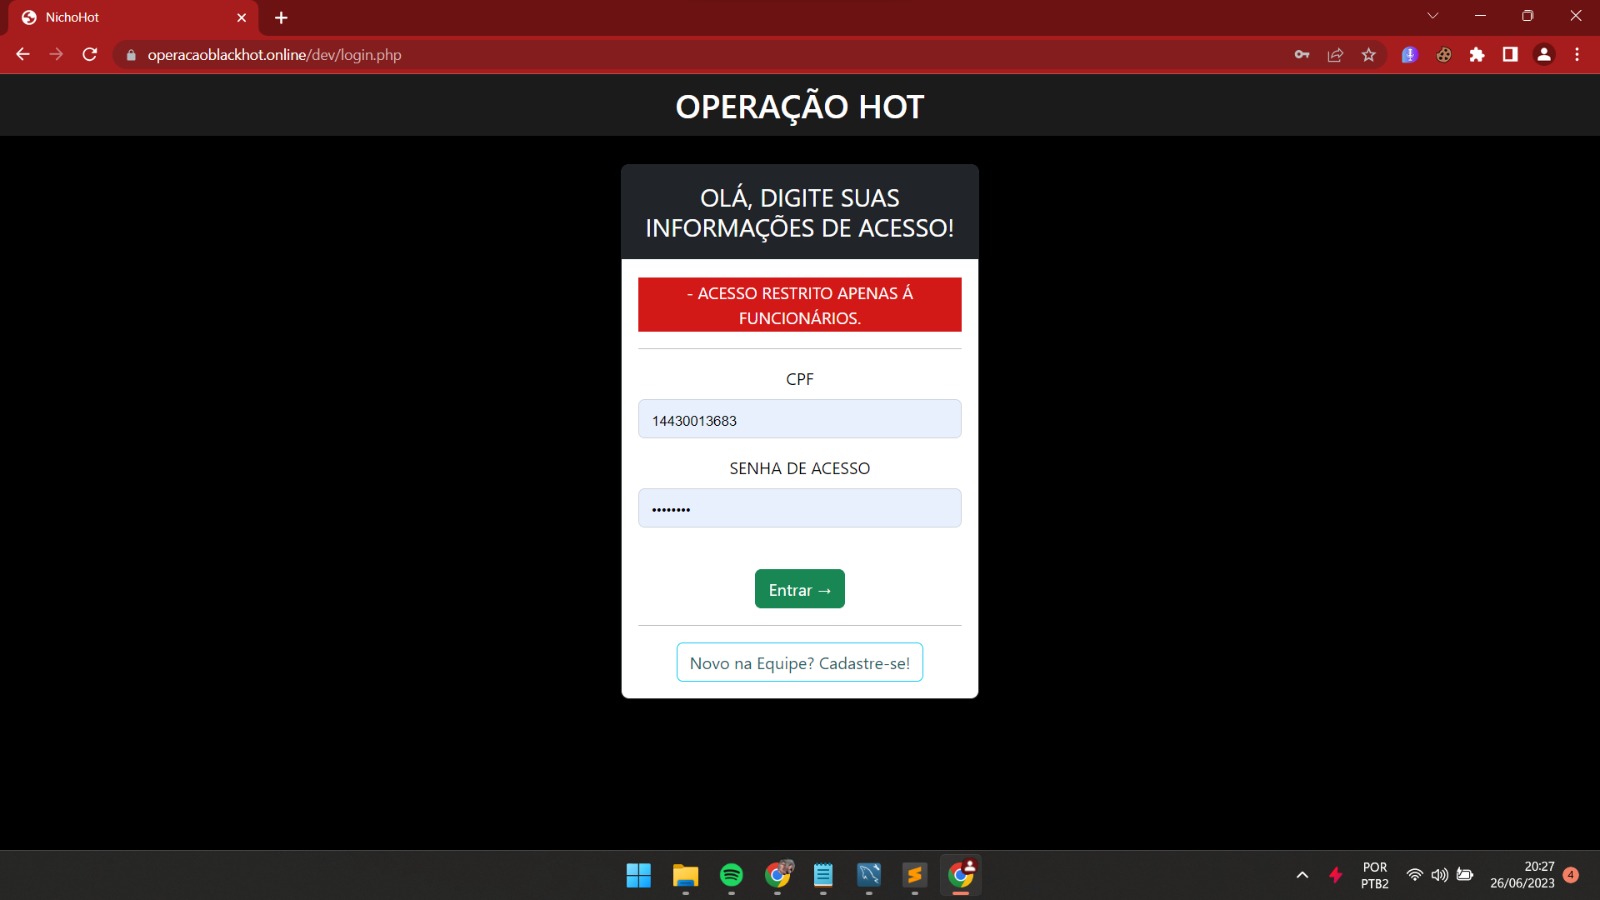 NichoHot
operacaoblackhot.online/dev/login.php
OPERAÇÃO HOT
OLÁ, DIGITE SUAS
INFORMAÇÕES DE ACESSO!
- ACESSO RESTRITO APENAS Á
FUNCIONÁRIOS.
CPF
14430013683
SENHA DE ACESSO
••••••••
Entrar →
Novo na Equipe? Cadastre-se!
POR
PTB2
20:27
26/06/2023
4